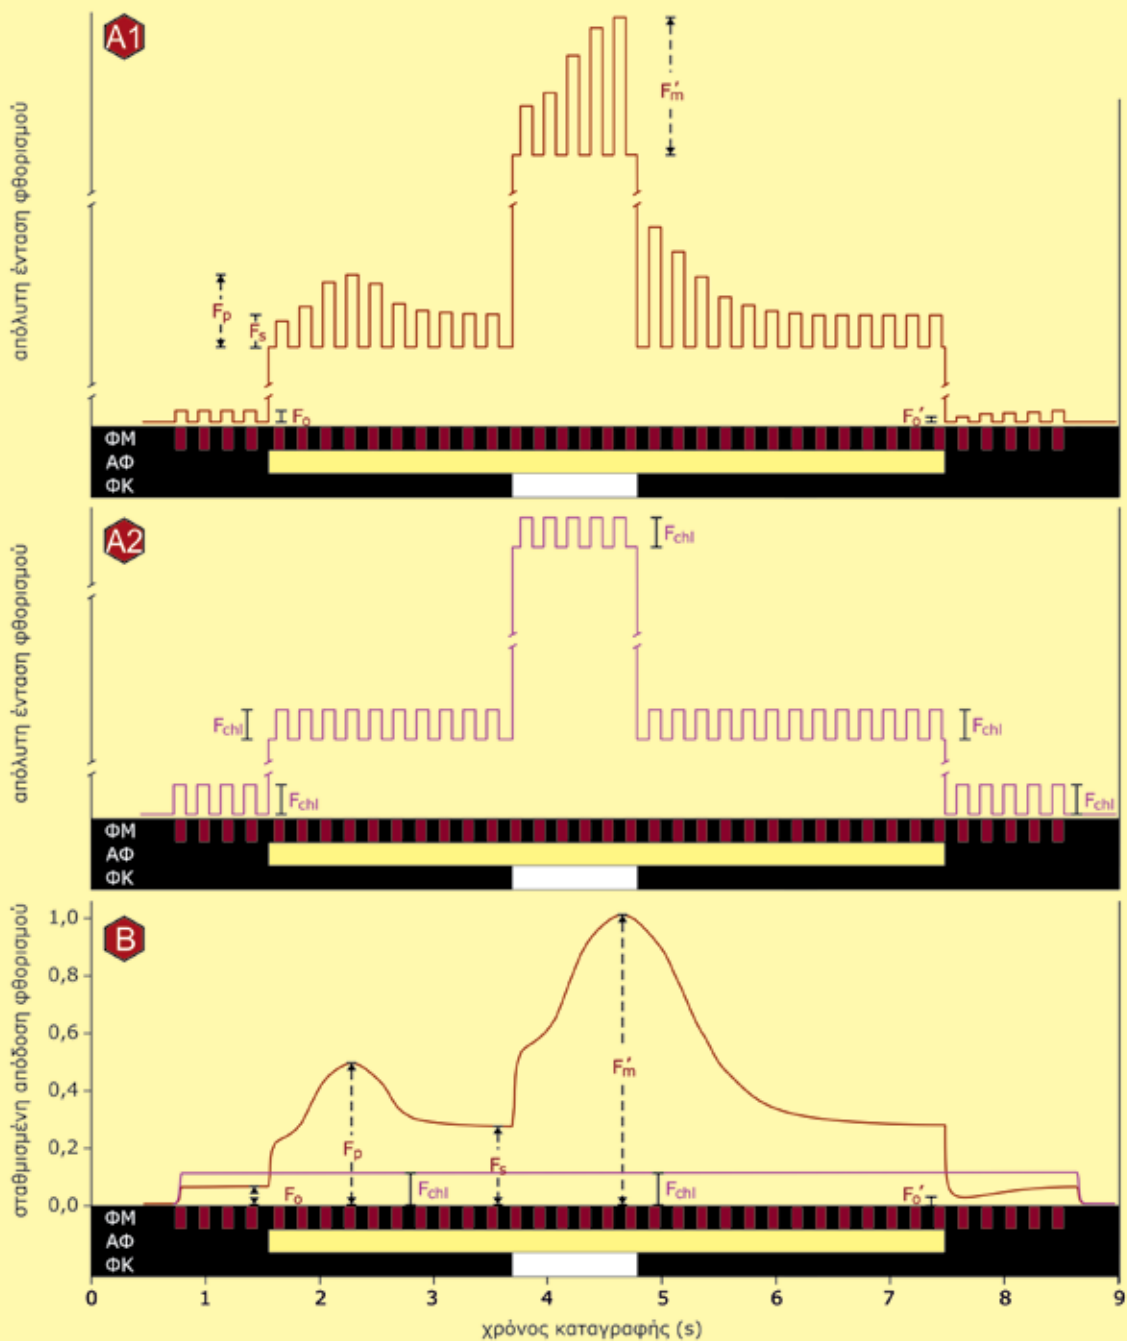 A1
απόλυτη ένταση φθορισμού
F'm
Fp
Fs
Fo
Fo'
ΦΜ
ΑΦ
ΦΚ
A2
απόλυτη ένταση φθορισμού
Fchl
Fchl
Fchl
Fchl
Fchl
ΦΜ
ΑΦ
ΦΚ
B
σταθμισμένη απόδοση φθορισμού
1,0
0,8
0,6
0,4
0,2
0,0
F'm
Fp
Fs
Fchl
Fchl
Fo
Fo'
ΦΜ
ΑΦ
ΦΚ
0 1 2 3 4 5 6 7 8 9
χρόνος καταγραφής (s)